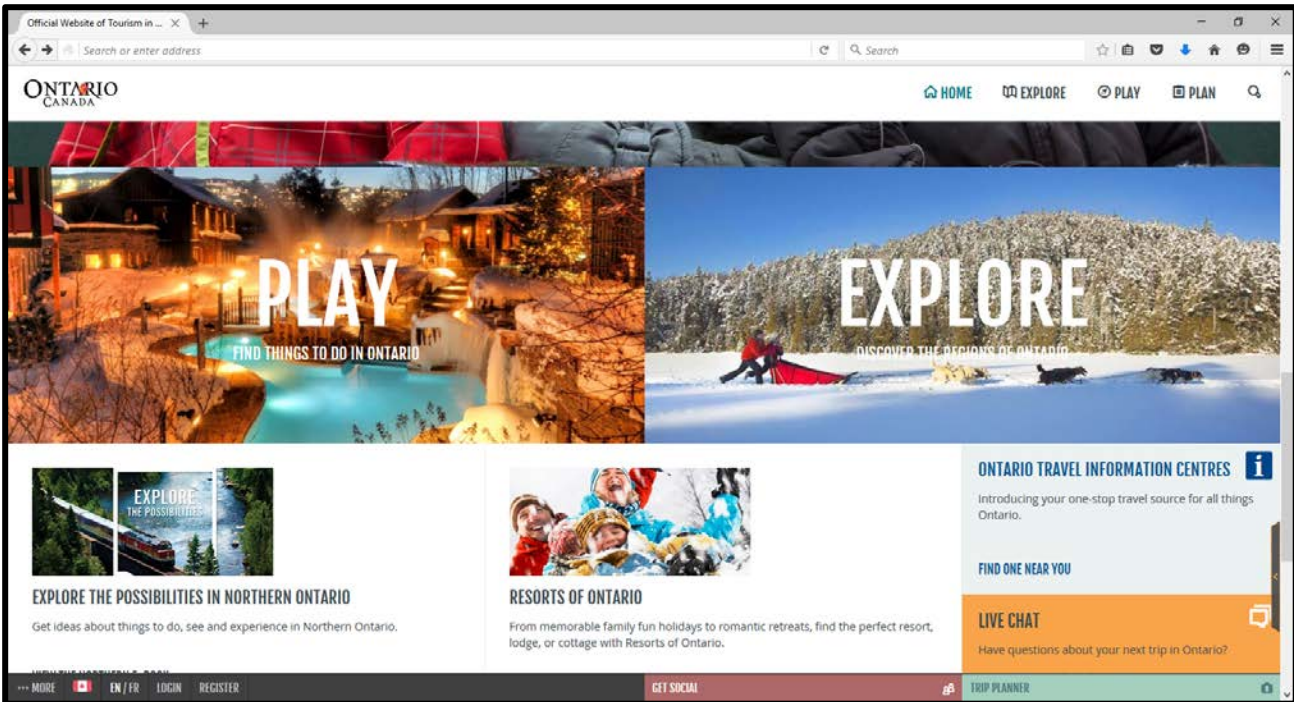 Official Website of Tourism in ...
Search or enter address
Search
ONTARIO
CANADA
HOME
EXPLORE
PLAY
PLAN
PLAY
FIND THINGS TO DO IN ONTARIO
EXPLORE
DISCOVER THE REGIONS OF ONTARIO
EXPLORE
THE POSSIBILITIES
EXPLORE THE POSSIBILITIES IN NORTHERN ONTARIO
Get ideas about things to do, see and experience in Northern Ontario.
RESORTS OF ONTARIO
From memorable family fun holidays to romantic retreats, find the perfect resort,
lodge, or cottage with Resorts of Ontario.
ONTARIO TRAVEL INFORMATION CENTRES
i
Introducing your one-stop travel source for all things
Ontario.
FIND ONE NEAR YOU
LIVE CHAT
Have questions about your next trip in Ontario?
••• MORE
EN / FR
LOGIN
REGISTER
GET SOCIAL
TRIP PLANNER